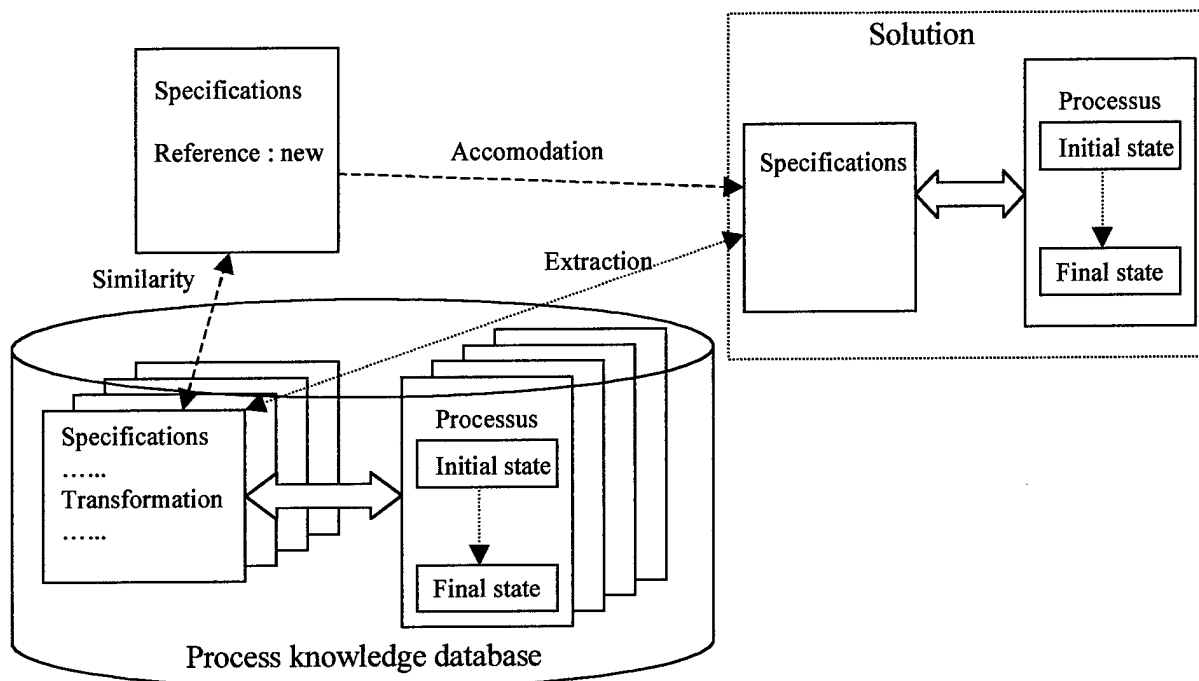 Solution
Specifications
Reference : new
Processus
Initial state
Accomodation
Specifications
Final state
Extraction
Similarity
Specifications
…...
Transformation
…...
Processus
Initial state
Final state
Process knowledge database